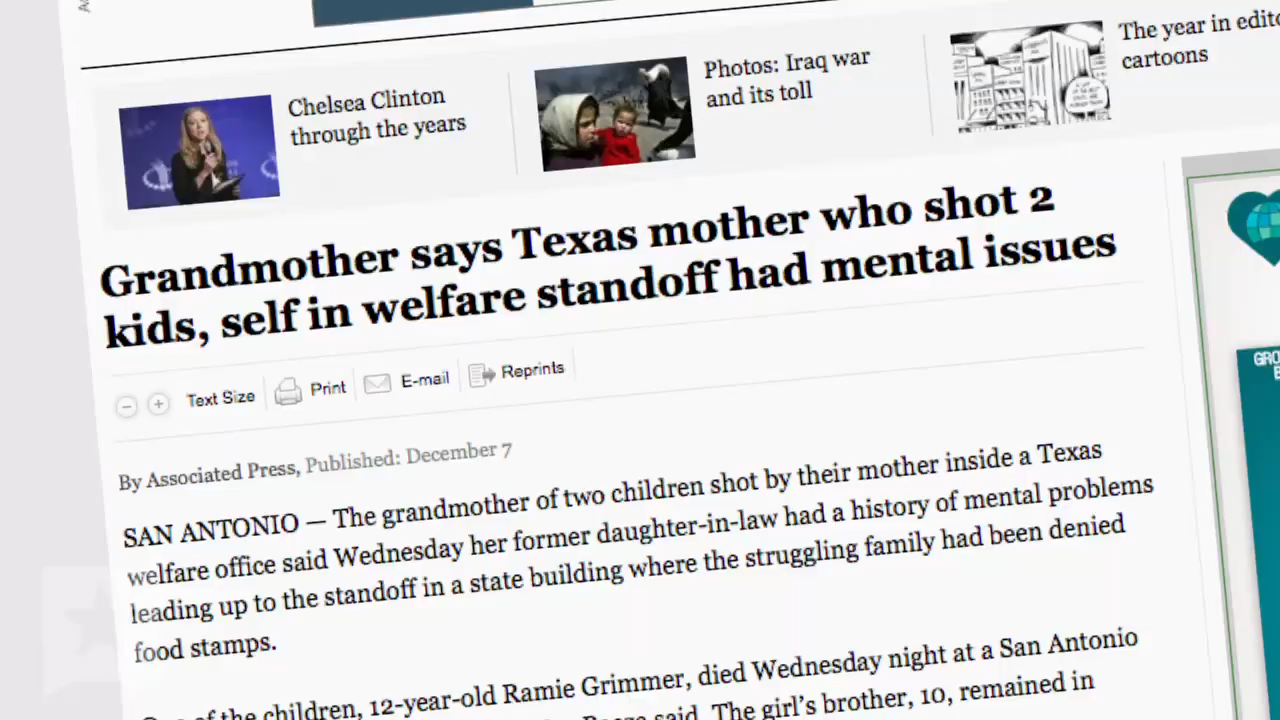 Chelsea Clinton
through the years
Photos: Iraq war
and its toll
The year in
cartoons
Grandmother says Texas mother who shot 2
kids, self in welfare standoff had mental issues
Text Size
Print
E-mail
Reprints
By Associated Press, Published: December 7
SAN ANTONIO — The grandmother of two children shot by their mother inside a Texas
welfare office said Wednesday her former daughter-in-law had a history of mental problems
leading up to the standoff in a state building where the struggling family had been denied
food stamps.
of the children, 12-year-old Ramie Grimmer, died Wednesday night at a San Antonio
said. The girl's brother, 10, remained in